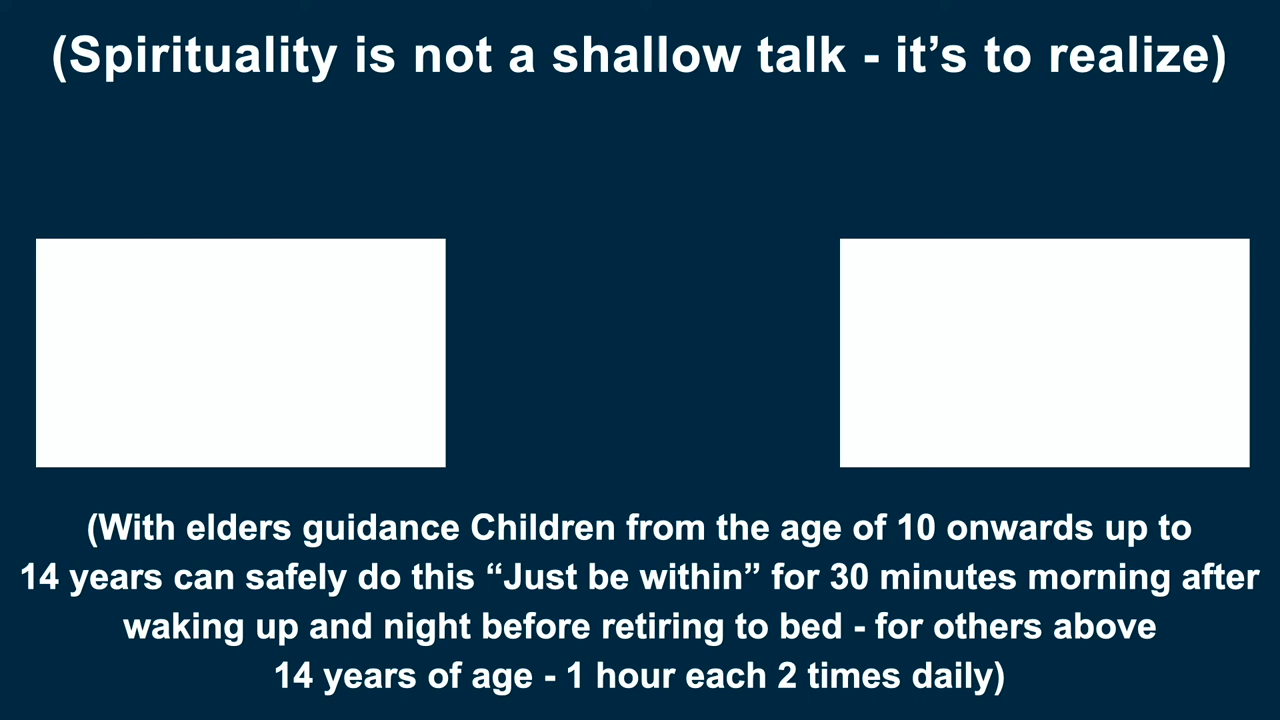 (Spirituality is not a shallow talk - it’s to realize)
(With elders guidance Children from the age of 10 onwards up to
14 years can safely do this “Just be within” for 30 minutes morning after
waking up and night before retiring to bed - for others above
14 years of age - 1 hour each 2 times daily)